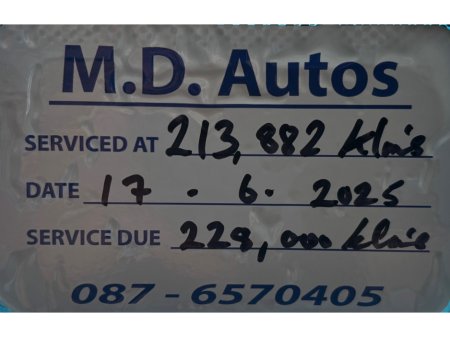 M.D. Autos
SERVICED AT 213,882 Klm's
DATE 17 . 6 . 2025
SERVICE DUE 228,000 Klm's
087 - 6570405